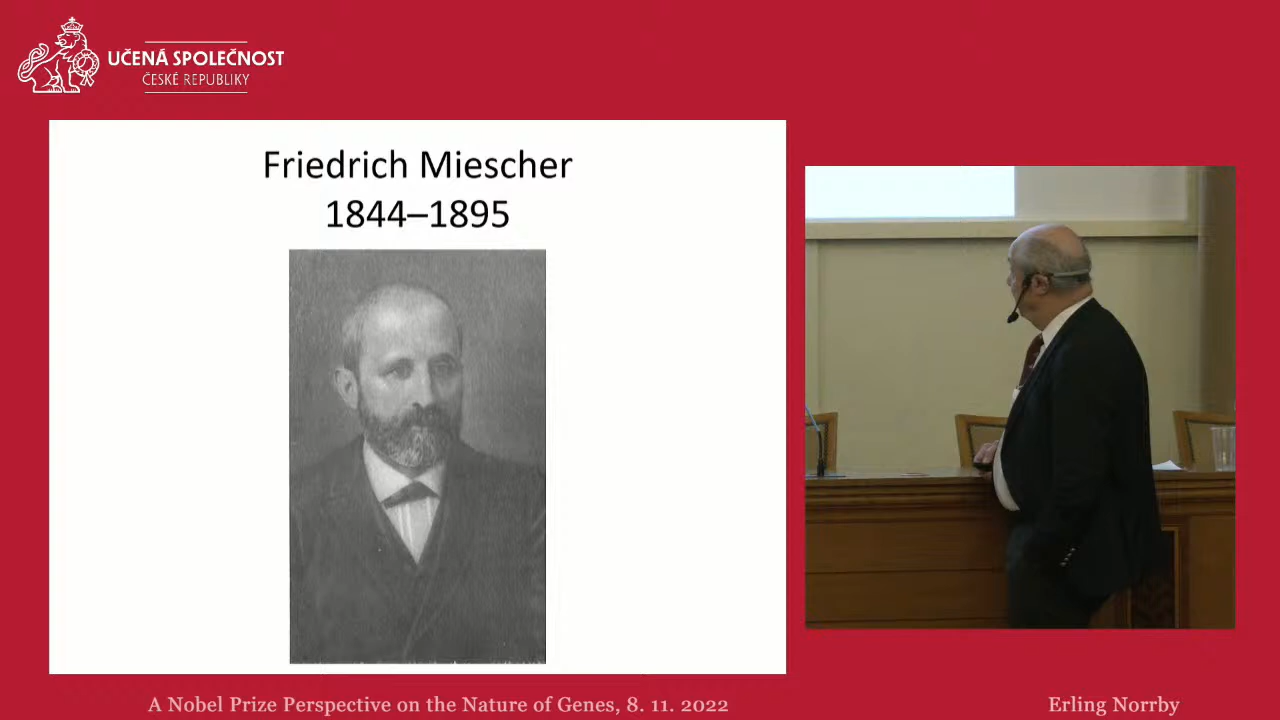 UČENÁ SPOLEČNOST
ČESKÉ REPUBLIKY
Friedrich Miescher
1844–1895
A Nobel Prize Perspective on the Nature of Genes, 8. 11. 2022
Erling Norrby